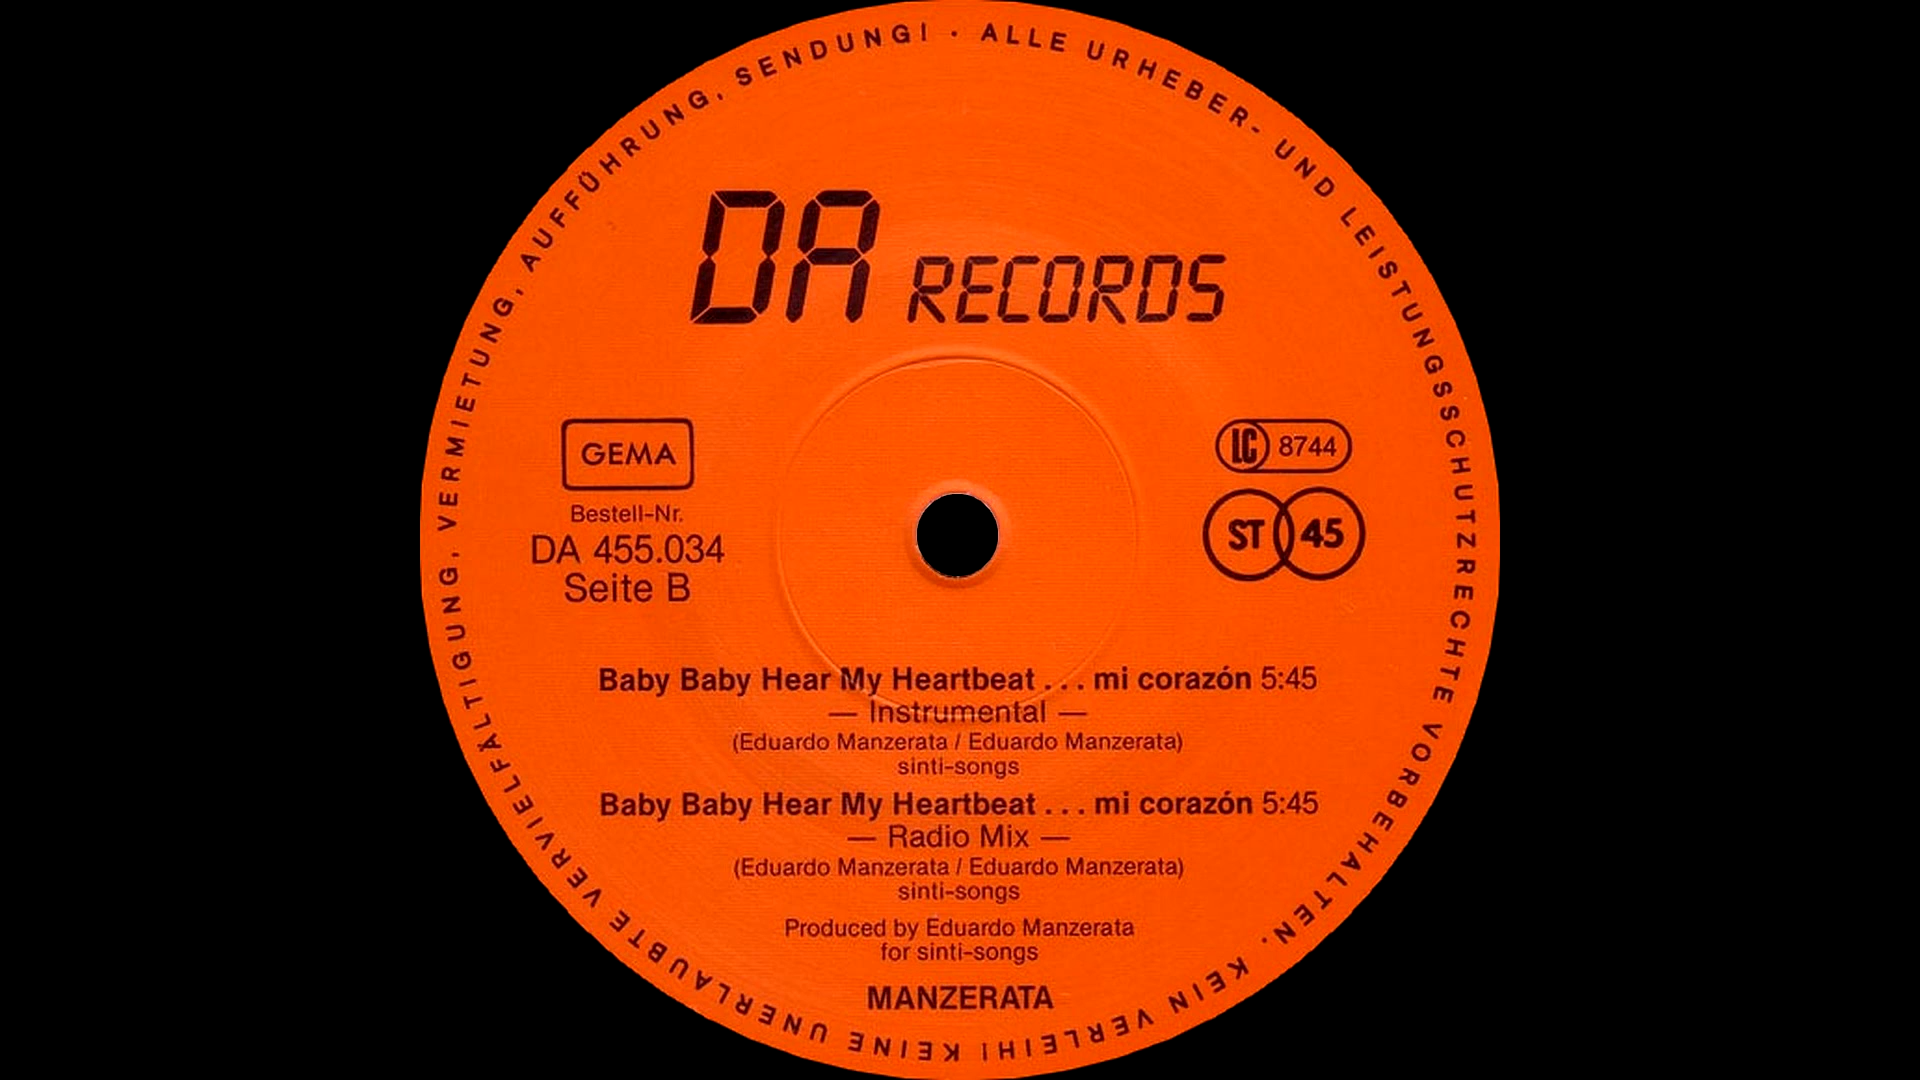 ALLE URHEBER- UND LEISTUNGSSCHUTZRECHTE VORBEHALTEN. KEIN VERLEIH! KEINE UNERLAUBTE VERVIELFÄLTIGUNG, VERMIETUNG, AUFFÜHRUNG, SENDUNG! ·
DA RECORDS
GEMA
Bestell-Nr.
DA 455.034
Seite B
LC 8744
ST 45
Baby Baby Hear My Heartbeat . . . mi corazón 5:45
— Instrumental —
(Eduardo Manzerata / Eduardo Manzerata)
sinti-songs
Baby Baby Hear My Heartbeat . . . mi corazón 5:45
— Radio Mix —
(Eduardo Manzerata / Eduardo Manzerata)
sinti-songs
Produced by Eduardo Manzerata
for sinti-songs
MANZERATA